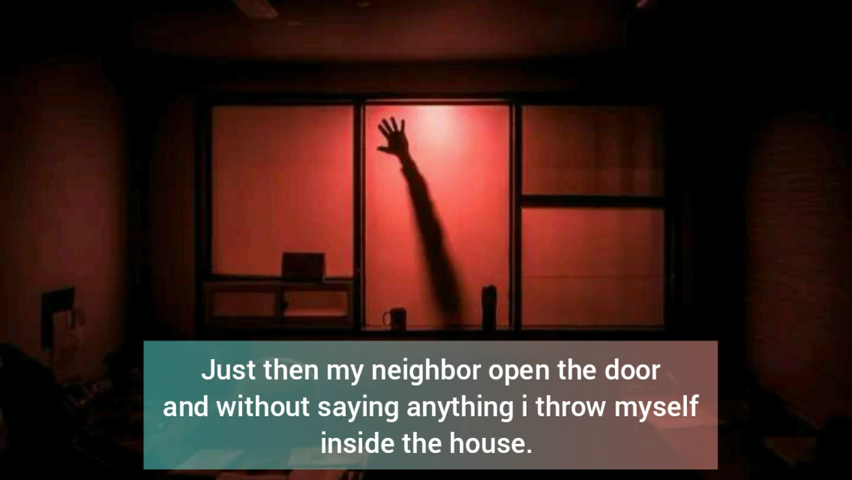 Just then my neighbor open the door
and without saying anything i throw myself
inside the house.